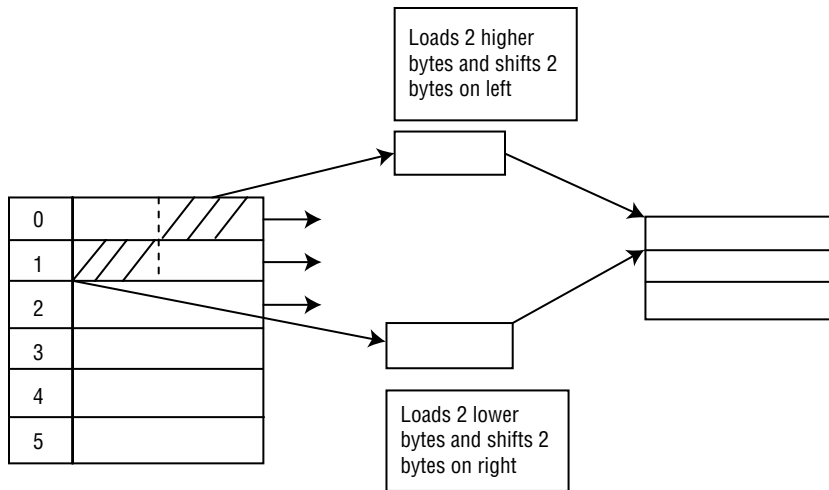 Loads 2 higher
bytes and shifts 2
bytes on left
0
1
2
3
4
5
Loads 2 lower
bytes and shifts 2
bytes on right